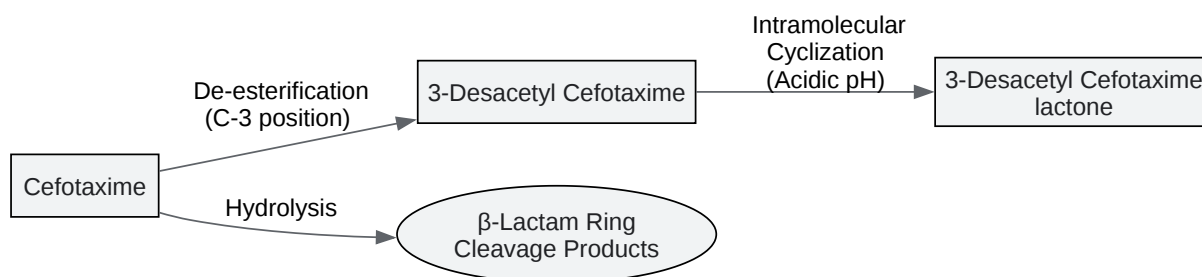 Intramolecular
Cyclization
(Acidic pH)
De-esterification
(C-3 position)
3-Desacetyl Cefotaxime
3-Desacetyl Cefotaxime
lactone
Cefotaxime
Hydrolysis
β-Lactam Ring
Cleavage Products